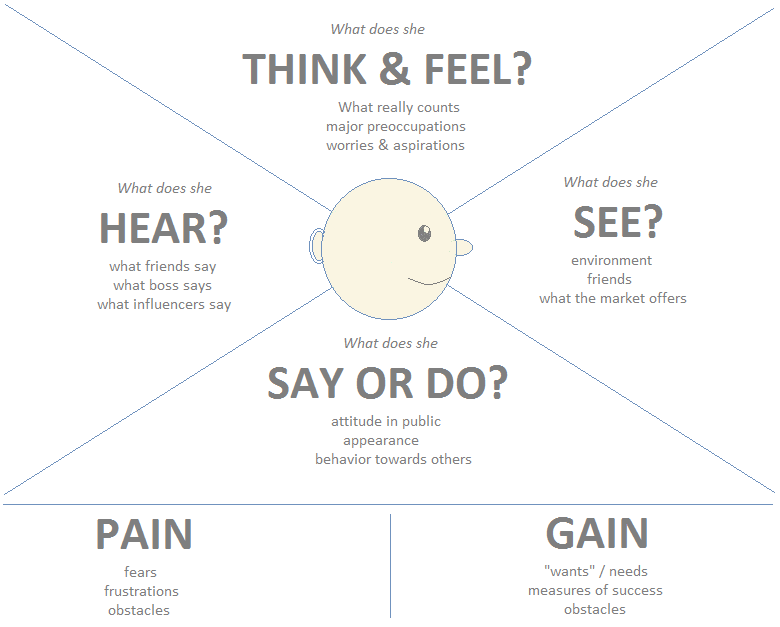 What does she
THINK & FEEL?
What really counts
major preoccupations
worries & aspirations
What does she
HEAR?
what friends say
what boss says
what influencers say
What does she
SEE?
environment
friends
what the market offers
What does she
SAY OR DO?
attitude in public
appearance
behavior towards others
PAIN
fears
frustrations
obstacles
GAIN
"wants" / needs
measures of success
obstacles